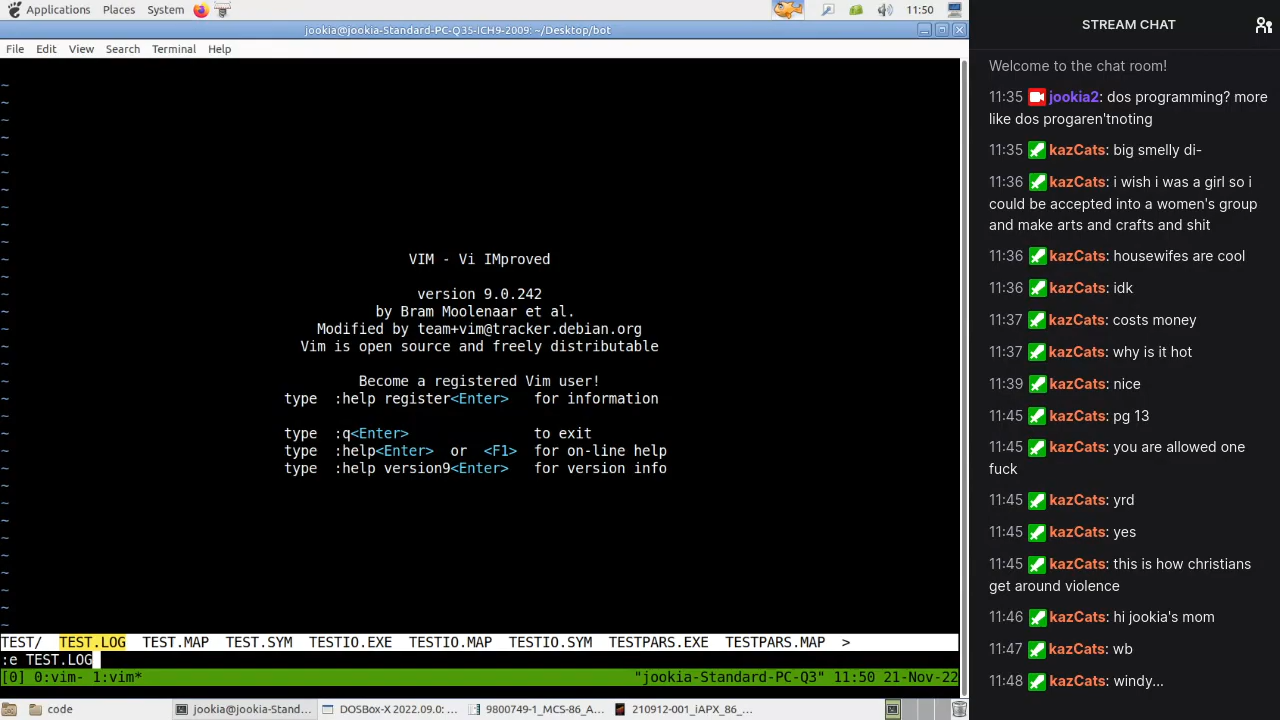 Applications Places System 11:50
jookia@jookia-Standard-PC-Q35-ICH9-2009: ~/Desktop/bot
File Edit View Search Terminal Help
~
~
~
~
~
~
~
~
~
~
~ VIM - Vi IMproved
~
~ version 9.0.242
~ by Bram Moolenaar et al.
~ Modified by team+vim@tracker.debian.org
~ Vim is open source and freely distributable
~
~ Become a registered Vim user!
~ type :help register<Enter> for information
~
~ type :q<Enter> to exit
~ type :help<Enter> or <F1> for on-line help
~ type :help version9<Enter> for version info
~
~
~
~
~
~
~
~
~
TEST/ TEST.LOG TEST.MAP TEST.SYM TESTIO.EXE TESTIO.MAP TESTIO.SYM TESTPARS.EXE TESTPARS.MAP >
:e TEST.LOG
[0] 0:vim- 1:vim* "jookia-Standard-PC-Q3" 11:50 21-Nov-22
code jookia@jookia-Stand... DOSBox-X 2022.09.0: ... 9800749-1_MCS-86_A... 210912-001_iAPX_86_...
STREAM CHAT
Welcome to the chat room!
11:35 jookia2: dos programming? more
like dos progaren'tnoting
11:35 kazCats: big smelly di-
11:36 kazCats: i wish i was a girl so i
could be accepted into a women's group
and make arts and crafts and shit
11:36 kazCats: housewifes are cool
11:36 kazCats: idk
11:37 kazCats: costs money
11:37 kazCats: why is it hot
11:39 kazCats: nice
11:45 kazCats: pg 13
11:45 kazCats: you are allowed one
fuck
11:45 kazCats: yrd
11:45 kazCats: yes
11:45 kazCats: this is how christians
get around violence
11:46 kazCats: hi jookia's mom
11:47 kazCats: wb
11:48 kazCats: windy...